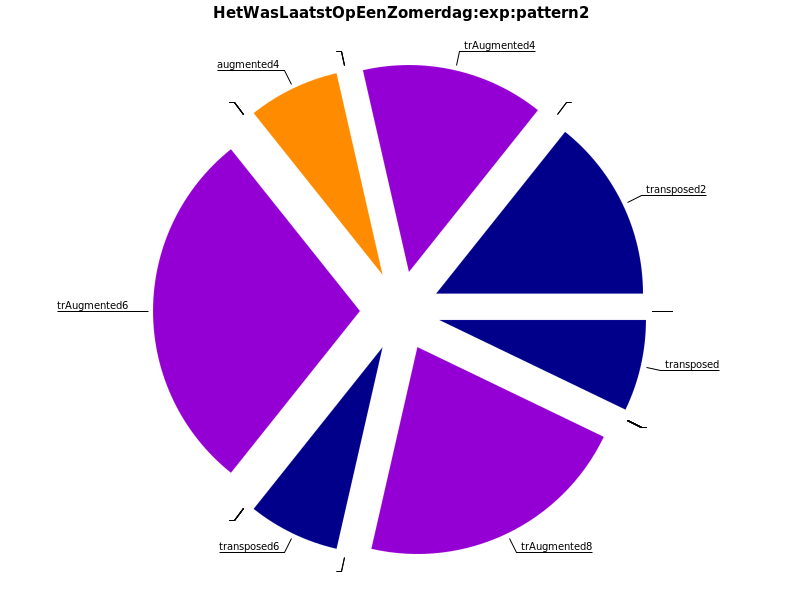 HetWasLaatstOpEenZomerdag:exp:pattern2
trAugmented4
augmented4
transposed2
trAugmented6
transposed
transposed6
trAugmented8